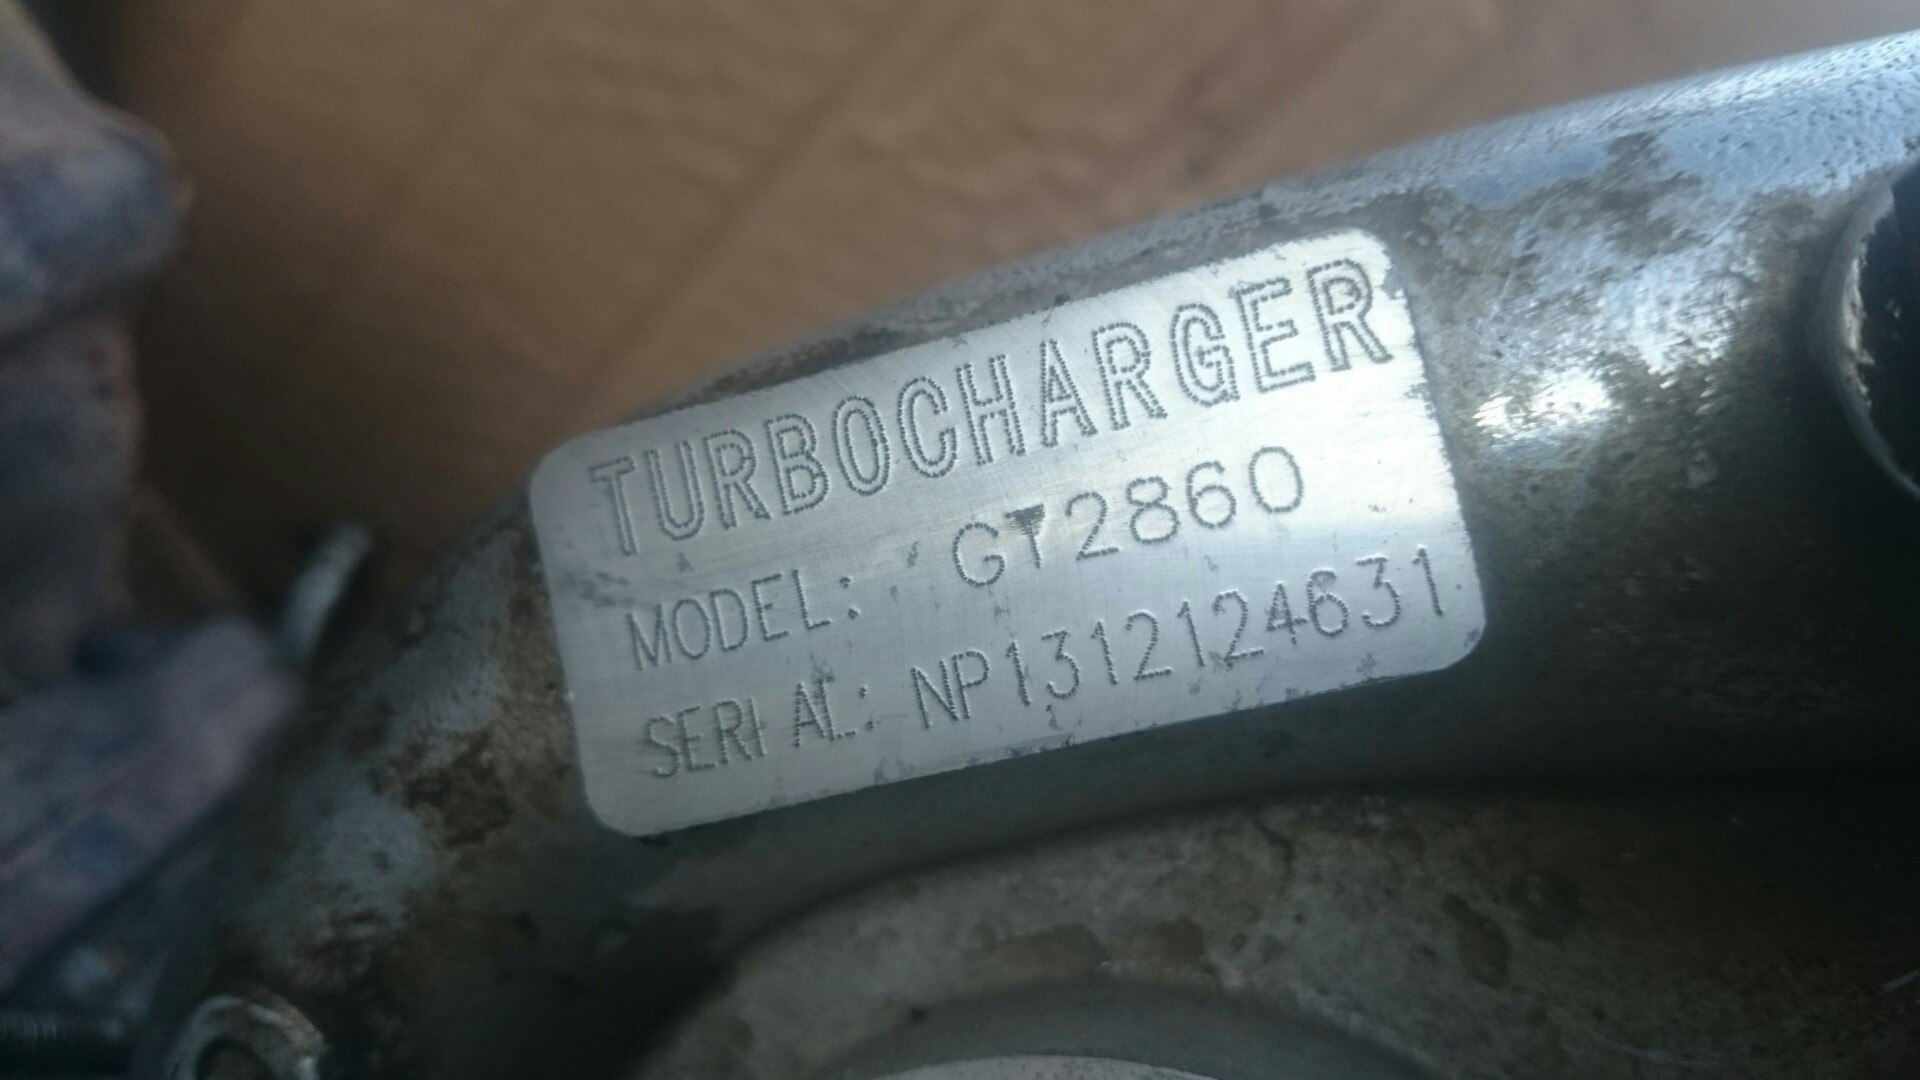 TURBOCHARGER
MODEL: GT2860
SERIAL: NP1312124631